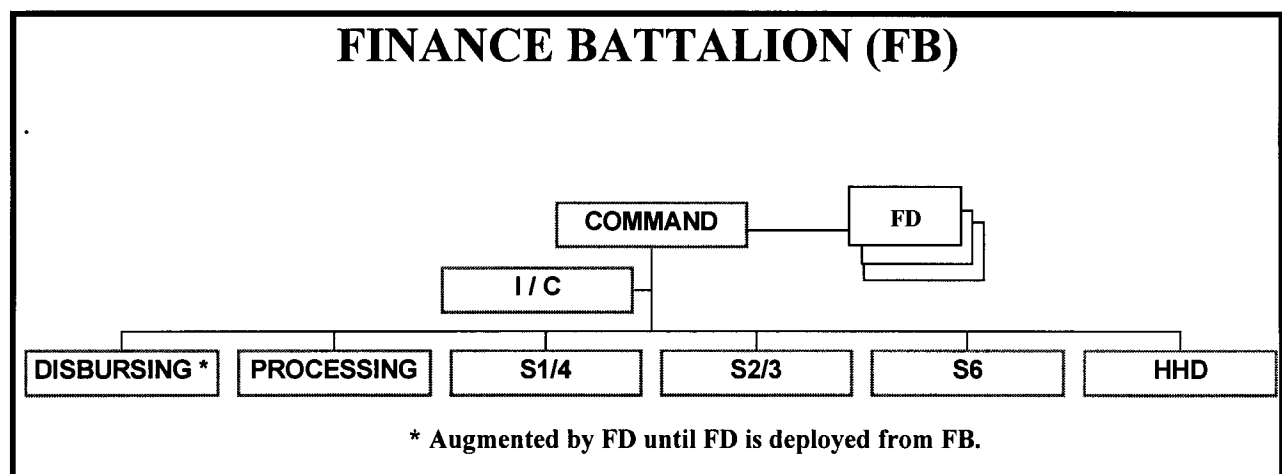 FINANCE BATTALION (FB)
COMMAND
FD
I / C
DISBURSING *
PROCESSING
S1/4
S2/3
S6
HHD
* Augmented by FD until FD is deployed from FB.